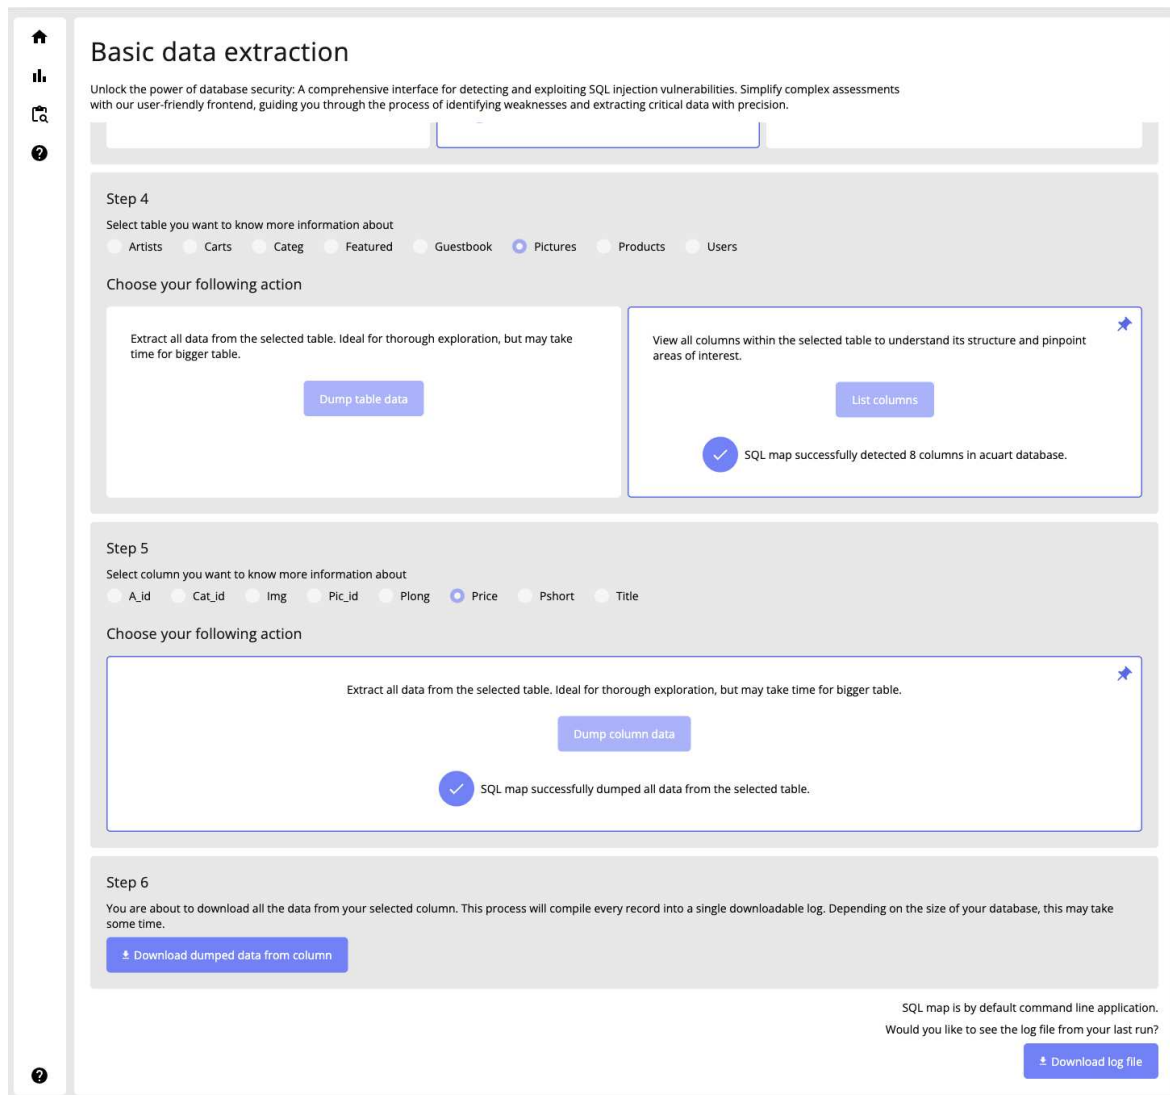 Basic data extraction
Unlock the power of database security: A comprehensive interface for detecting and exploiting SQL injection vulnerabilities. Simplify complex assessments
with our user-friendly frontend, guiding you through the process of identifying weaknesses and extracting critical data with precision.
Step 4
Select table you want to know more information about
Artists Carts Categ Featured Guestbook Pictures Products Users
Choose your following action
Extract all data from the selected table. Ideal for thorough exploration, but may take
time for bigger table.
Dump table data
View all columns within the selected table to understand its structure and pinpoint
areas of interest.
List columns
SQL map successfully detected 8 columns in acuart database.
Step 5
Select column you want to know more information about
A_id Cat_id Img Pic_id Plong Price Pshort Title
Choose your following action
Extract all data from the selected table. Ideal for thorough exploration, but may take time for bigger table.
Dump column data
SQL map successfully dumped all data from the selected table.
Step 6
You are about to download all the data from your selected column. This process will compile every record into a single downloadable log. Depending on the size of your database, this may take
some time.
Download dumped data from column
SQL map is by default command line application.
Would you like to see the log file from your last run?
Download log file